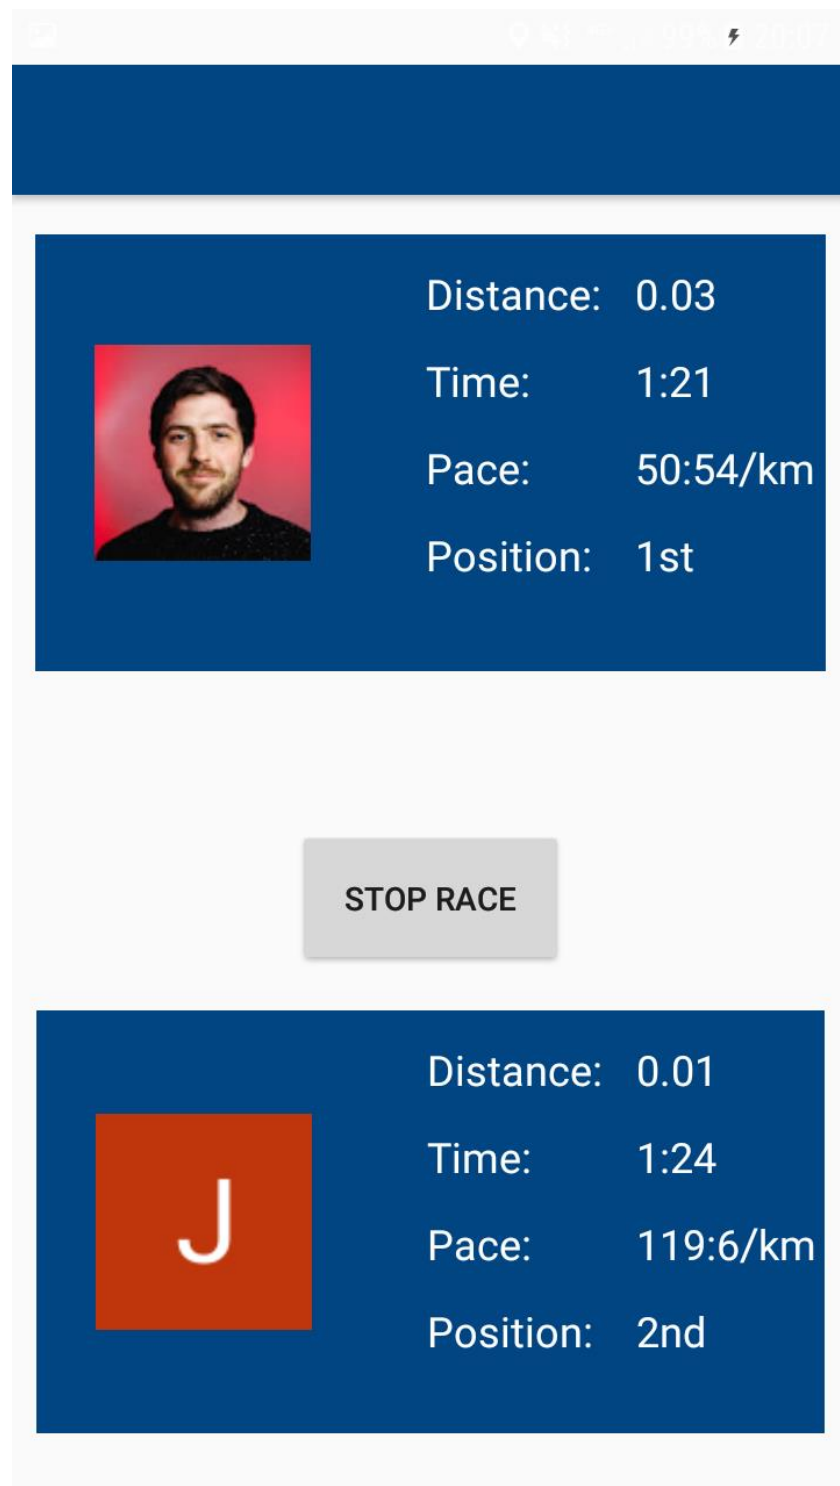 Distance: 0.03
Time: 1:21
Pace: 50:54/km
Position: 1st
STOP RACE
J
Distance: 0.01
Time: 1:24
Pace: 119:6/km
Position: 2nd